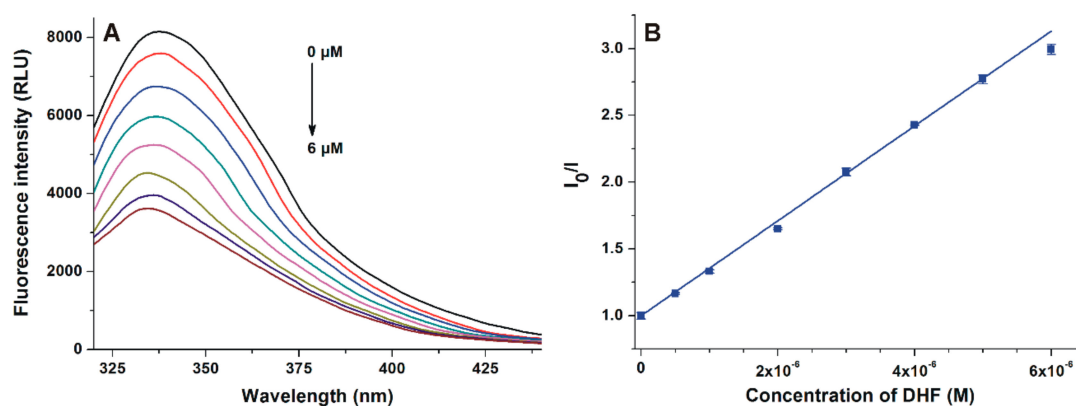 A
Fluorescence intensity (RLU)
8000
6000
4000
2000
0
0 µM
6 µM
325
350
375
400
425
Wavelength (nm)
B
I₀/I
3.0
2.5
2.0
1.5
1.0
0
2x10⁻⁶
4x10⁻⁶
6x10⁻⁶
Concentration of DHF (M)